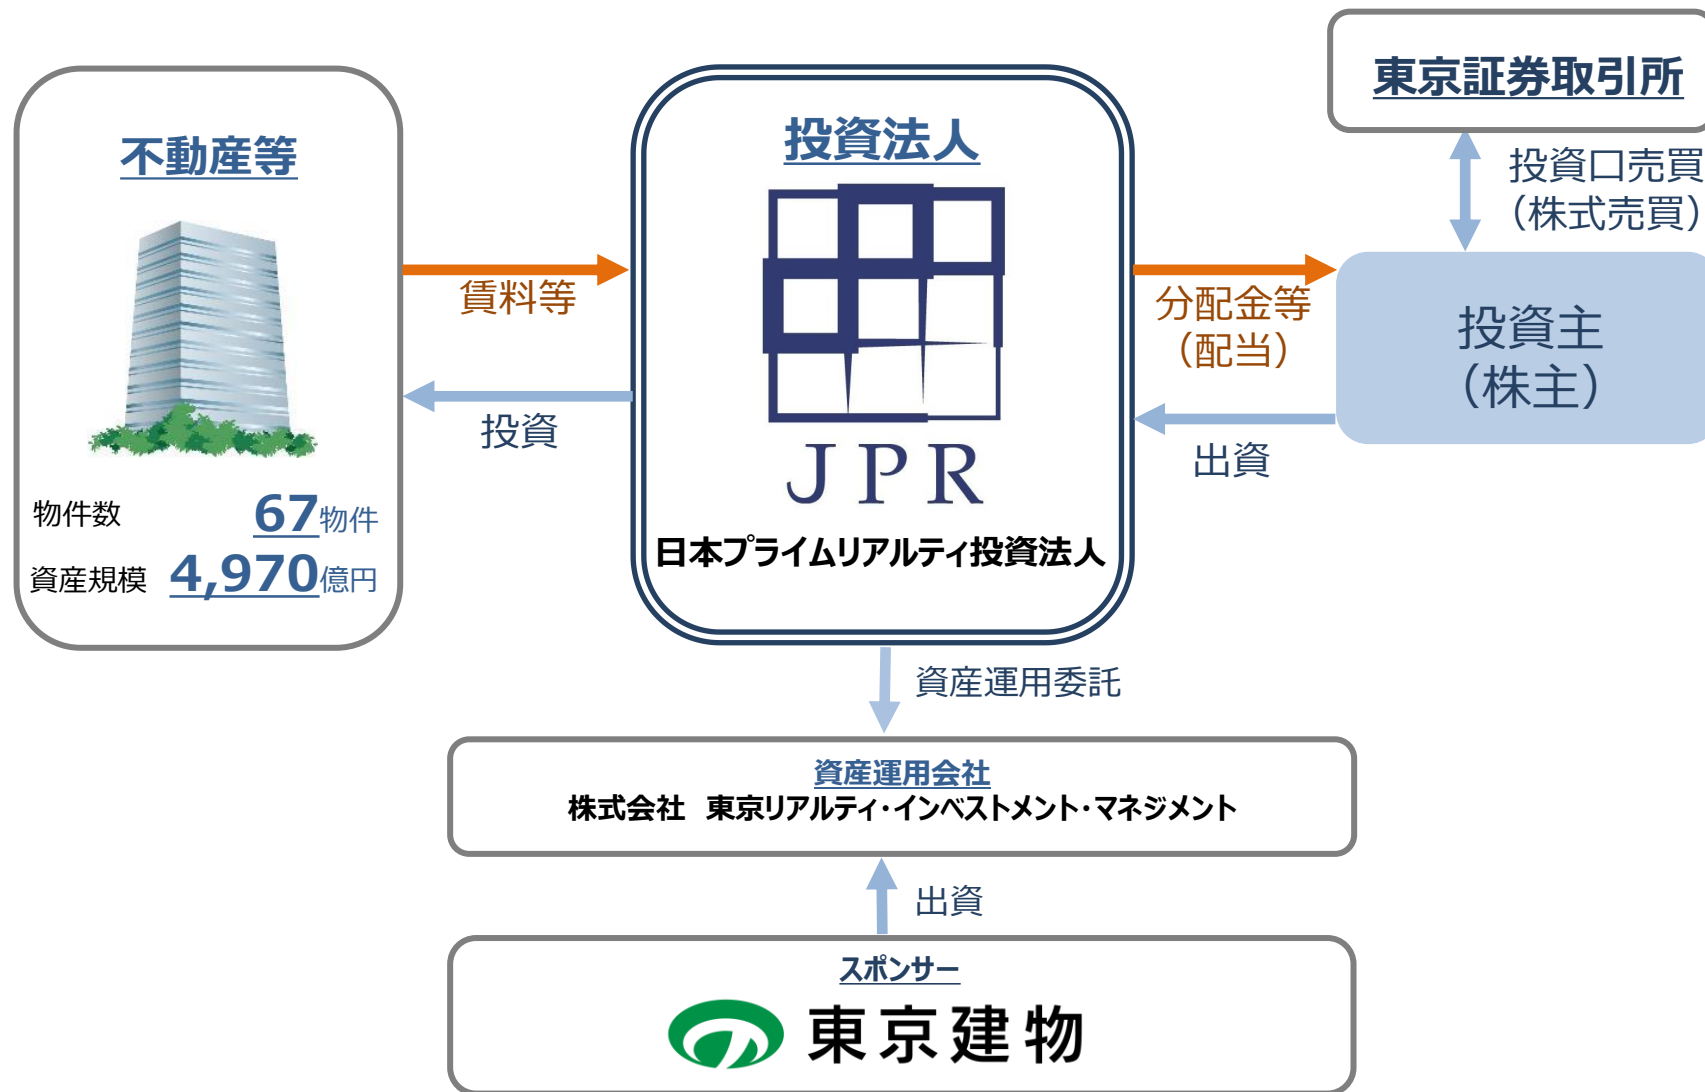 東京証券取引所
投資口売買
（株式売買）
不動産等
投資法人
賃料等
分配金等
（配当）
投資主
（株主）
投資
出資
JPR
物件数 67物件
資産規模 4,970億円
日本プライムリアルティ投資法人
資産運用委託
資産運用会社
株式会社　東京リアルティ・インベストメント・マネジメント
出資
スポンサー
東京建物